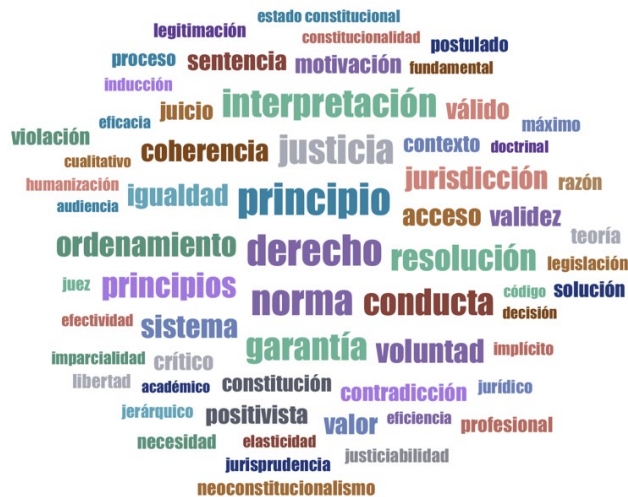 estado constitucional
legitimación constitucionalidad postulado
proceso sentencia motivación fundamental
inducción
juicio interpretación válido
violación eficacia máximo
coherencia justicia contexto doctrinal
cualitativo jurisdicción razón
humanización igualdad principio
audiencia acceso validez
ordenamiento derecho resolución teoría
legislación
juez principios norma conducta código solución
decisión
efectividad sistema
garantía voluntad implícito
imparcialidad crítico
libertad académico constitución contradicción jurídico
jerárquico positivista valor eficiencia profesional
necesidad elasticidad
jurisprudencia justiciabilidad
neoconstitucionalismo